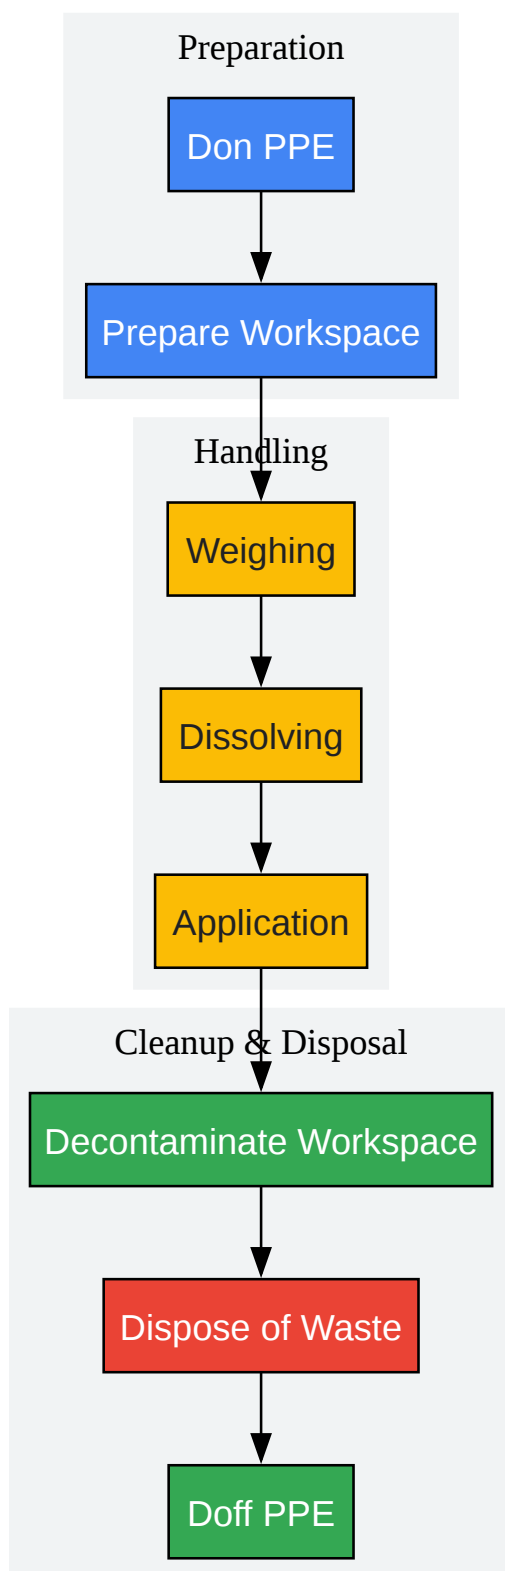 Preparation
Don PPE
Prepare Workspace
Handling
Weighing
Dissolving
Application
Cleanup & Disposal
Decontaminate Workspace
Dispose of Waste
Doff PPE